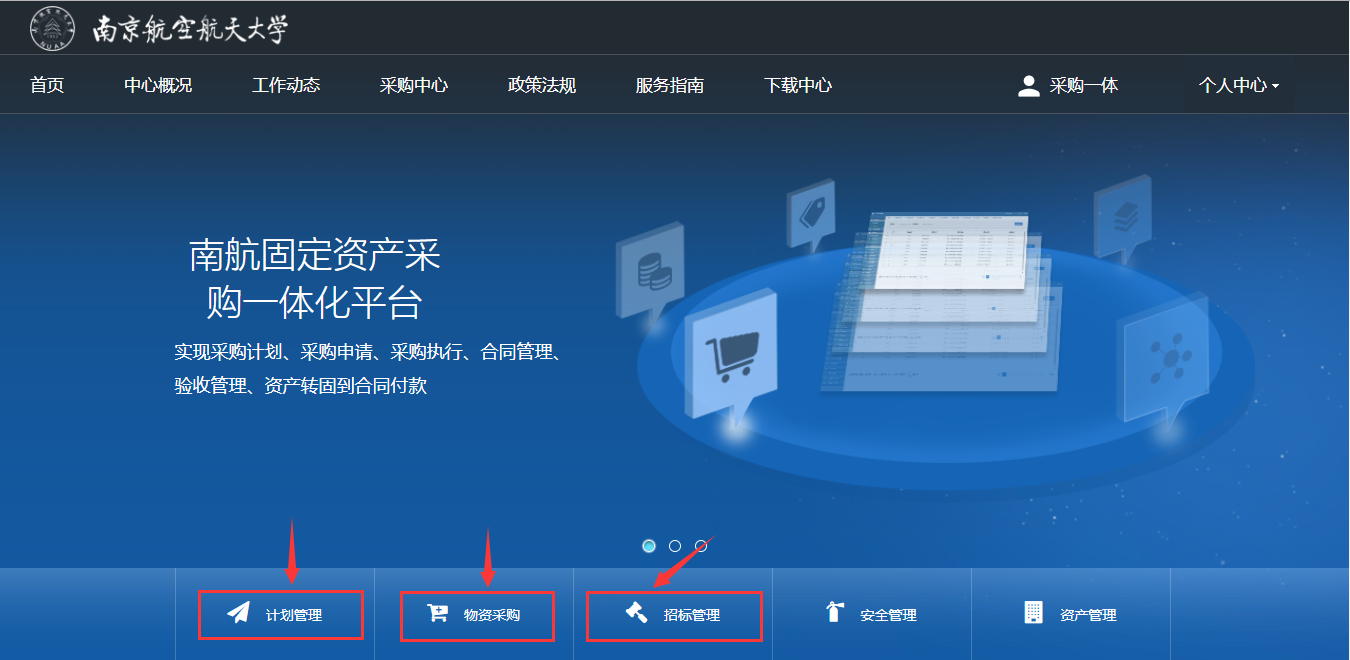 南京航空航天大学
首页
中心概况
工作动态
采购中心
政策法规
服务指南
下载中心
采购一体
个人中心
南航固定资产采
购一体化平台
实现采购计划、采购申请、采购执行、合同管理、
验收管理、资产转固到合同付款
计划管理
物资采购
招标管理
安全管理
资产管理